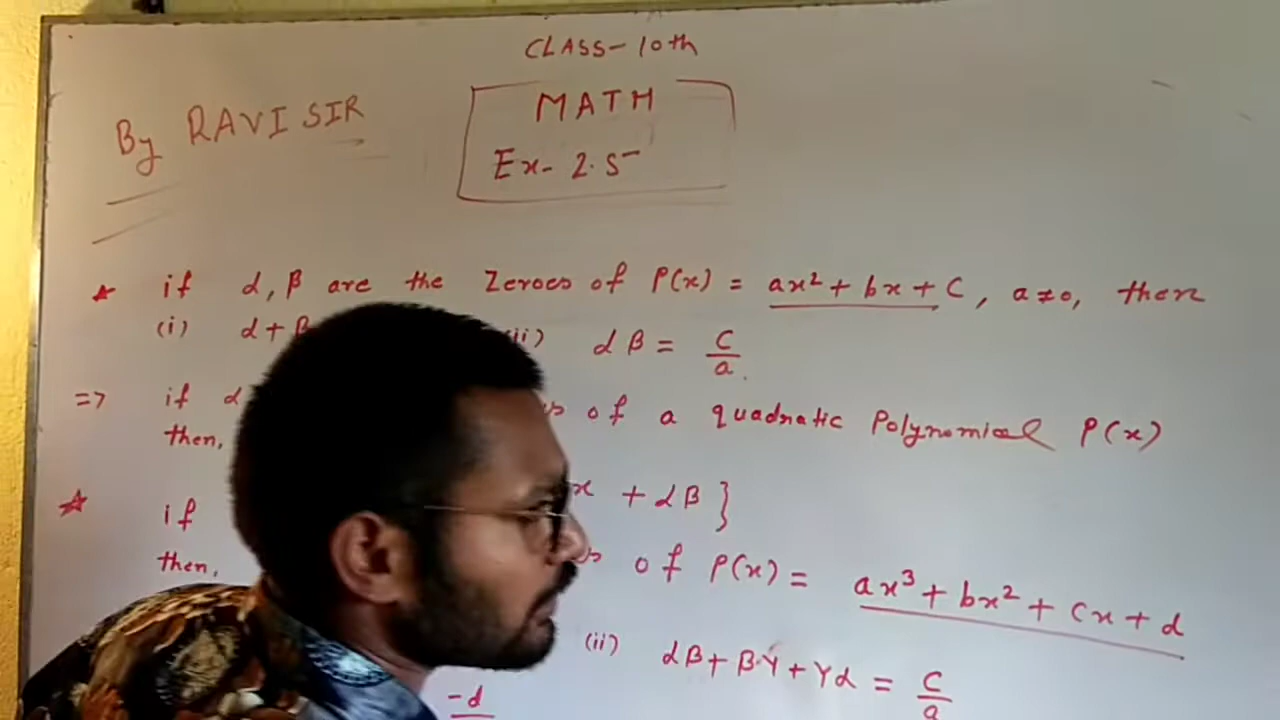 CLASS-10th
By RAVI SIR
MATH
Ex- 2.5
★ if α, β are the Zeroes of P(x) = ax² + bx + C, a≠0, then
(i) α + β (ii) αβ = C/a
=> if α of a quadratic Polynomial P(x)
then, x + αβ }
★ if of P(x) = ax³ + bx² + Cx + d
then,
(ii) αβ + βγ + γα = C/a
-d